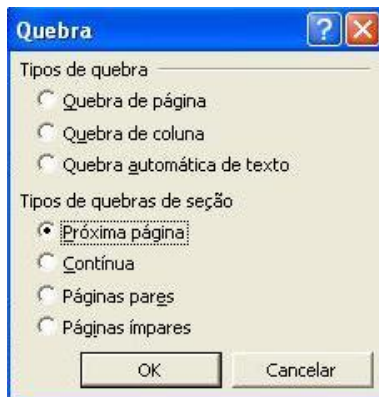 Quebra
Tipos de quebra
Quebra de página
Quebra de coluna
Quebra automática de texto
Tipos de quebras de seção
Próxima página
Contínua
Páginas pares
Páginas ímpares
OK Cancelar